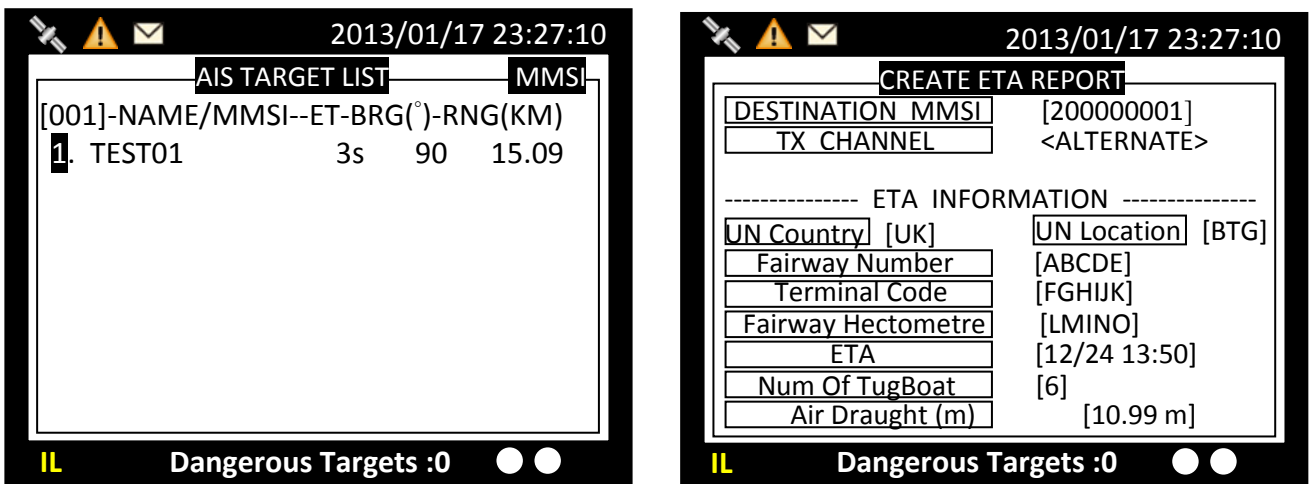 2013/01/17 23:27:10
AIS TARGET LIST MMSI
[001]-NAME/MMSI--ET-BRG(°)-RNG(KM)
1. TEST01 3s 90 15.09
IL Dangerous Targets :0
2013/01/17 23:27:10
CREATE ETA REPORT
DESTINATION MMSI [200000001]
TX CHANNEL <ALTERNATE>
--------------- ETA INFORMATION ---------------
UN Country [UK] UN Location [BTG]
Fairway Number [ABCDE]
Terminal Code [FGHIJK]
Fairway Hectometre [LMINO]
ETA [12/24 13:50]
Num Of TugBoat [6]
Air Draught (m) [10.99 m]
IL Dangerous Targets :0